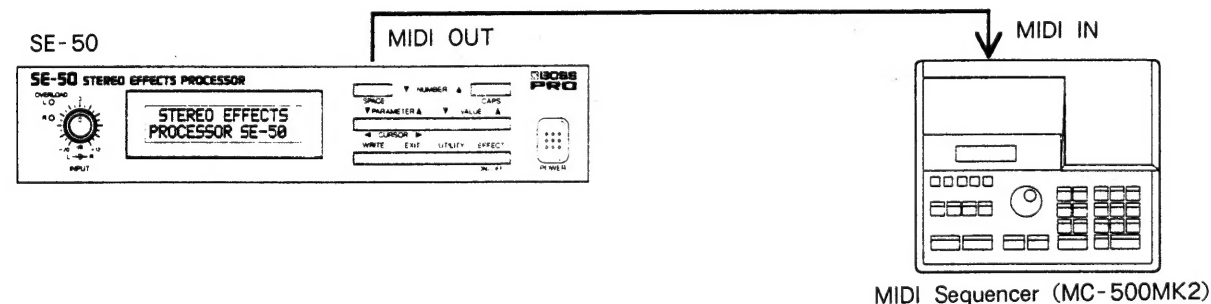 SE-50
MIDI OUT
MIDI IN
SE-50 STEREO EFFECTS PROCESSOR
BOSS
PRO
OVERLOAD
L
R
INPUT
L R
STEREO EFFECTS
PROCESSOR SE-50
▼ NUMBER ▲
SPACE CAPS
▼PARAMETER▲ ▼ VALUE ▲
◄ CURSOR ►
WRITE EXIT UTILITY EFFECT
POWER
MIDI Sequencer (MC-500MK2)